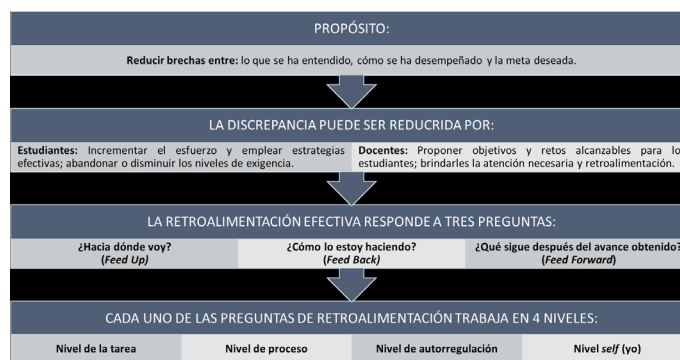 PROPÓSITO:
Reducir brechas entre: lo que se ha entendido, cómo se ha desempeñado y la meta deseada.
LA DISCREPANCIA PUEDE SER REDUCRIDA POR:
Estudiantes: Incrementar el esfuerzo y emplear estrategias
efectivas; abandonar o disminuir los niveles de exigencia.
Docentes: Proponer objetivos y retos alcanzables para lo
estudiantes; brindarles la atención necesaria y retroalimentación.
LA RETROALIMENTACIÓN EFECTIVA RESPONDE A TRES PREGUNTAS:
¿Hacia dónde voy?
(Feed Up)
¿Cómo lo estoy haciendo?
(Feed Back)
¿Qué sigue después del avance obtenido?
(Feed Forward)
CADA UNO DE LAS PREGUNTAS DE RETROALIMENTACIÓN TRABAJA EN 4 NIVELES:
Nivel de la tarea
Nivel de proceso
Nivel de autorregulación
Nivel self (yo)